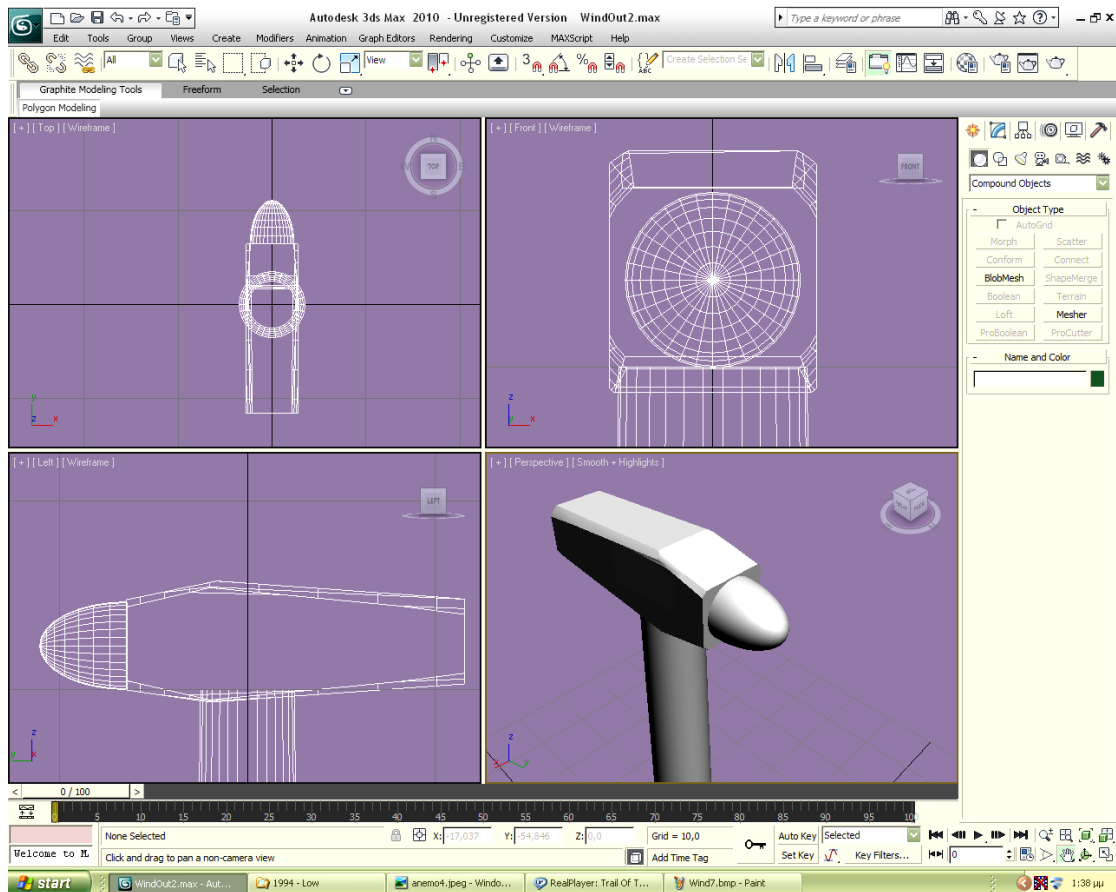 Autodesk 3ds Max 2010 - Unregistered Version WindOut2.max
Type a keyword or phrase
Edit Tools Group Views Create Modifiers Animation Graph Editors Rendering Customize MAXScript Help
All View Create Selection Se
Graphite Modeling Tools Freeform Selection
Polygon Modeling
[ + ] [ Top ] [ Wireframe ]
TOP
[ + ] [ Front ] [ Wireframe ]
FRONT
Compound Objects
- Object Type
AutoGrid
Morph Scatter
Conform Connect
BlobMesh ShapeMerge
Boolean Terrain
Loft Mesher
ProBoolean ProCutter
- Name and Color
y
z x
z
x
[ + ] [ Left ] [ Wireframe ]
LEFT
[ + ] [ Perspective ] [ Smooth + Highlights ]
z
y x
z
x y
< 0 / 100 >
0 5 10 15 20 25 30 35 40 45 50 55 60 65 70 75 80 85 90 95 100
None Selected X: -17,037 Y: -54,846 Z: 0,0 Grid = 10,0 Auto Key Selected
Welcome to M Click and drag to pan a non-camera view Add Time Tag Set Key Key Filters... 0
start WindOut2.max - Aut... 1994 - Low anemo4.jpeg - Windo... RealPlayer: Trail Of T... Wind7.bmp - Paint 1:38 μμ